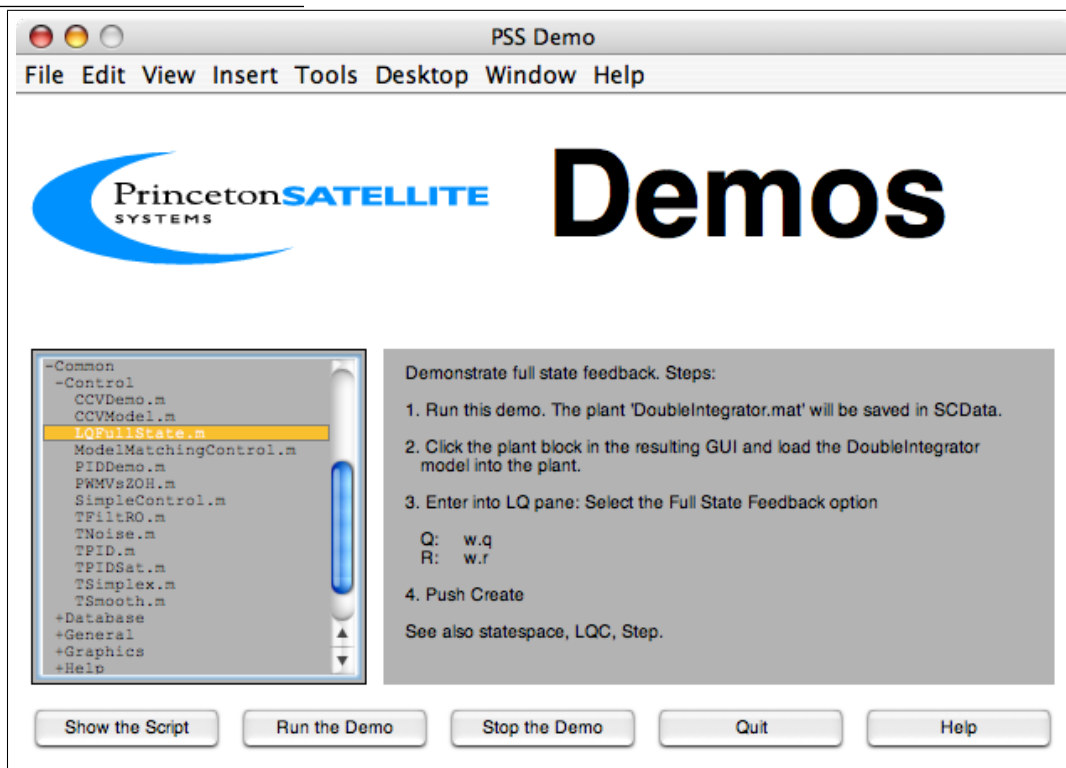 PSS Demo
File Edit View Insert Tools Desktop Window Help
PrincetonSATELLITE
SYSTEMS
Demos
-Common
-Control
CCVDemo.m
CCVModel.m
LQFullState.m
ModelMatchingControl.m
PIDDemo.m
PWMVsZOH.m
SimpleControl.m
TFiltRO.m
TNoise.m
TPID.m
TPIDSat.m
TSimplex.m
TSmooth.m
+Database
+General
+Graphics
+Help
Demonstrate full state feedback. Steps:
1. Run this demo. The plant 'DoubleIntegrator.mat' will be saved in SCData.
2. Click the plant block in the resulting GUI and load the DoubleIntegrator
model into the plant.
3. Enter into LQ pane: Select the Full State Feedback option
Q: w.q
R: w.r
4. Push Create
See also statespace, LQC, Step.
Show the Script
Run the Demo
Stop the Demo
Quit
Help